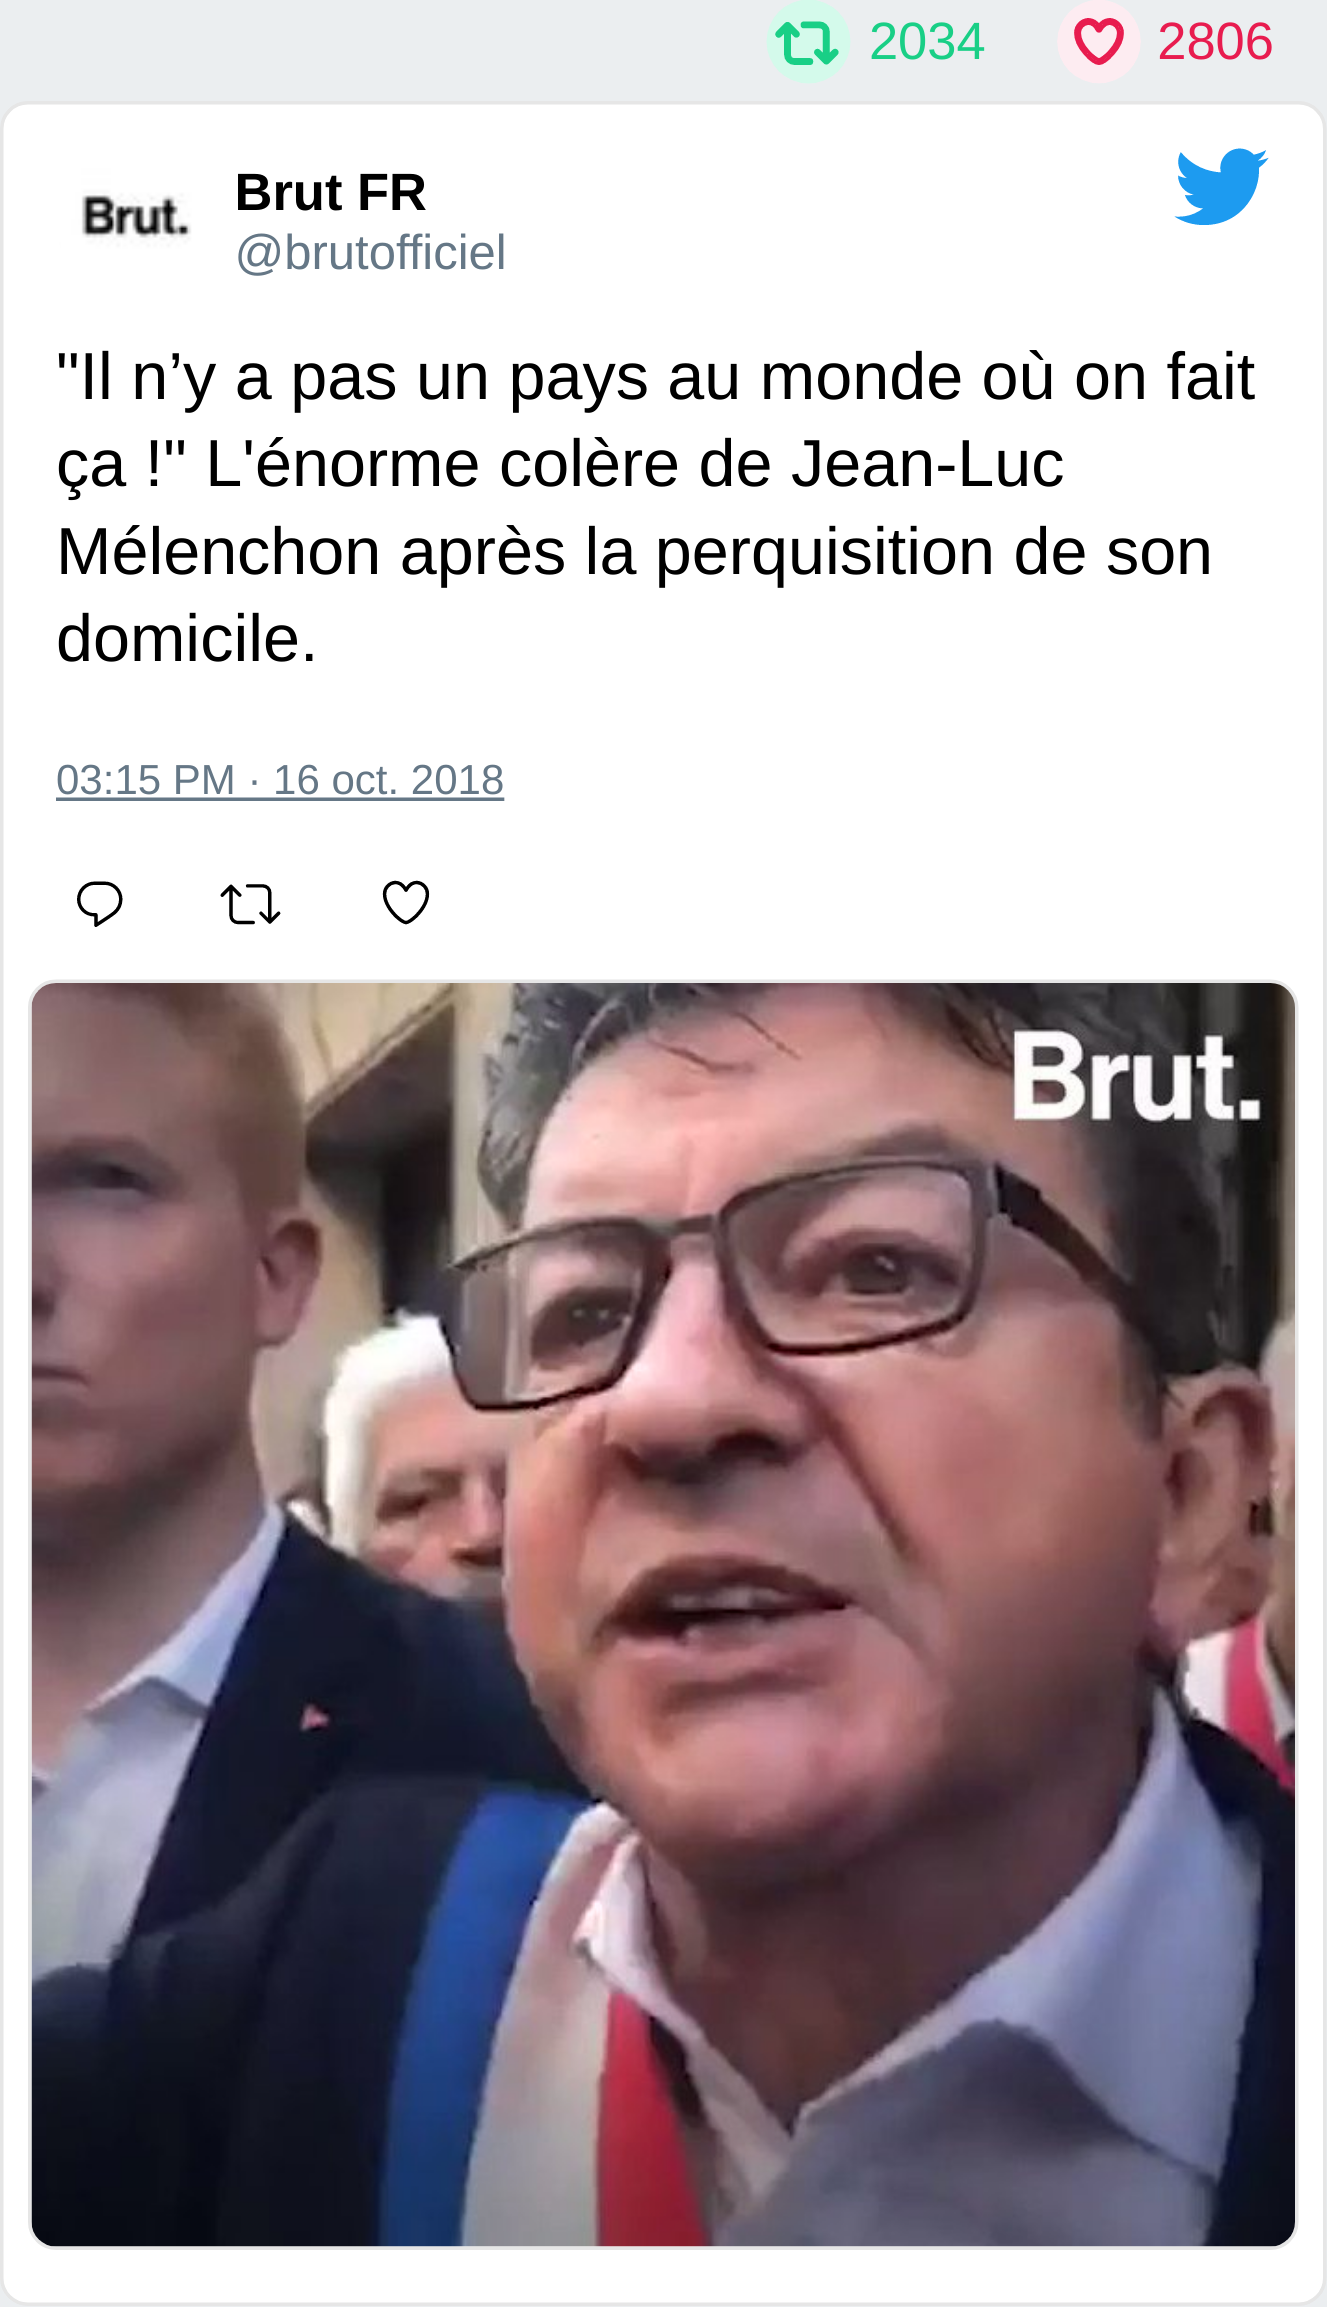 2034 2806
Brut.
Brut FR
@brutofficiel
"Il n’y a pas un pays au monde où on fait
ça !" L'énorme colère de Jean-Luc
Mélenchon après la perquisition de son
domicile.
03:15 PM · 16 oct. 2018
Brut.